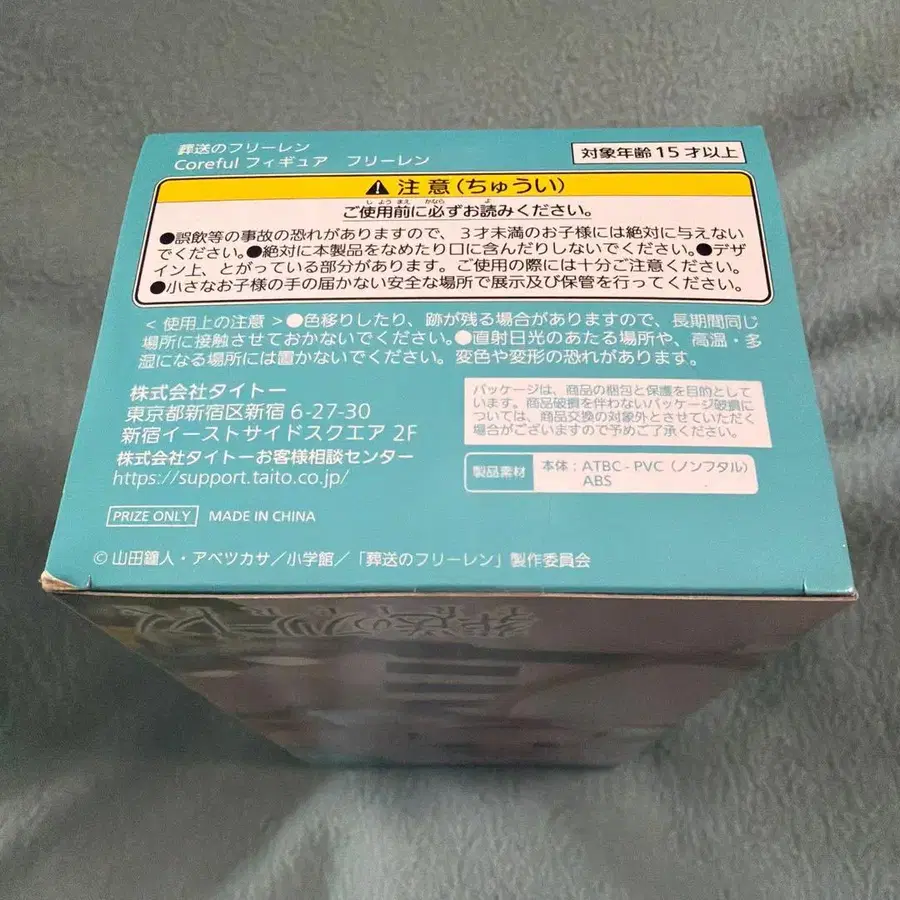 葬送のフリーレン
Coreful フィギュア　フリーレン
対象年齢 15 才以上
注意(ちゅうい)
ご使用前に必ずお読みください。
しようまえ かなら よ
●誤飲等の事故の恐れがありますので、３才未満のお子様には絶対に与えない
でください。●絶対に本製品をなめたり口に含んだりしないでください。●デザ
イン上、とがっている部分があります。ご使用の際には十分ご注意ください。
●小さなお子様の手の届かない安全な場所で展示及び保管を行ってください。
< 使用上の注意 >●色移りしたり、跡が残る場合がありますので、長期間同じ
場所に接触させておかないでください。●直射日光のあたる場所や、高温・多
湿になる場所には置かないでください。変色や変形の恐れがあります。
株式会社タイトー
東京都新宿区新宿 6-27-30
新宿イーストサイドスクエア 2F
株式会社タイトーお客様相談センター
https://support.taito.co.jp/
パッケージは、商品の梱包と保護を目的として
います。商品破損を伴わないパッケージ破損に
ついては、商品交換の対象外とさせていただく
場合がございますので予めご了承ください。
製品素材
本体 : ATBC - PVC (ノンフタル)
ABS
PRIZE ONLY
MADE IN CHINA
© 山田鐘人・アベツカサ／小学館／「葬送のフリーレン」製作委員会
葬送のフリーレン